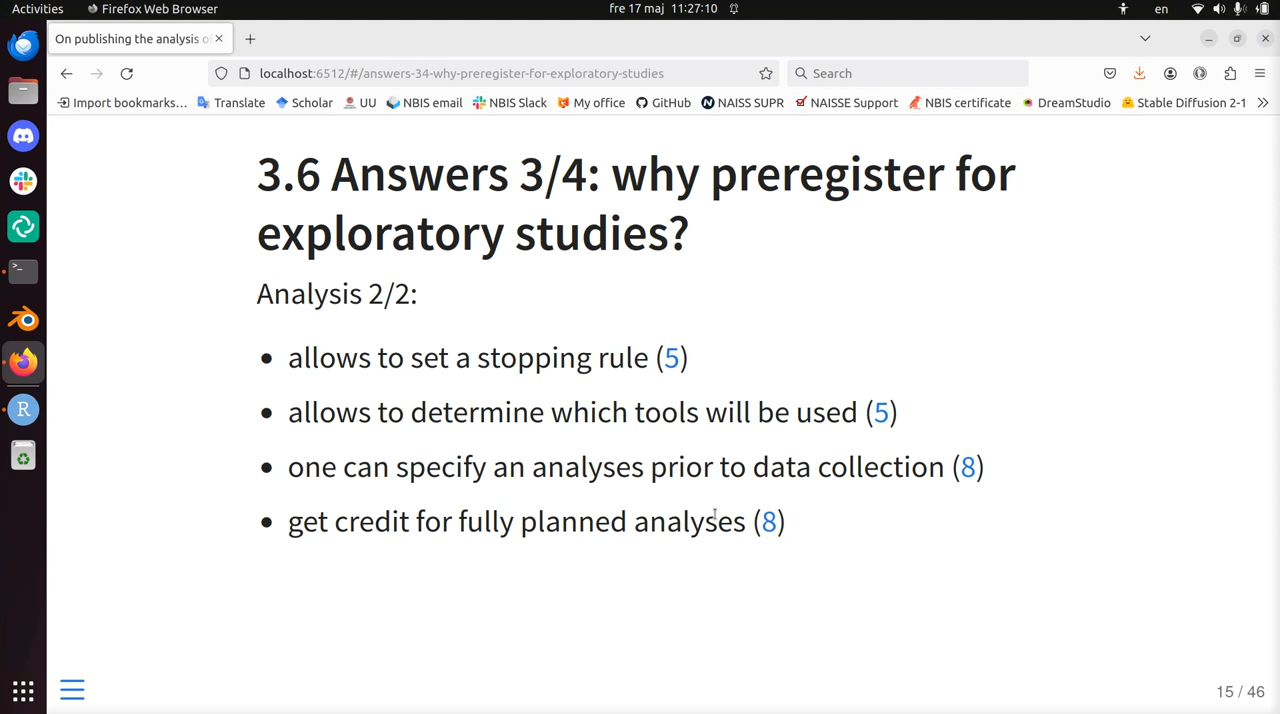 Activities Firefox Web Browser fre 17 maj 11:27:10 en
On publishing the analysis of
localhost:6512/#/answers-34-why-preregister-for-exploratory-studies Search
Import bookmarks... Translate Scholar UU NBIS email NBIS Slack My office GitHub NAISS SUPR NAISSE Support NBIS certificate DreamStudio Stable Diffusion 2-1
3.6 Answers 3/4: why preregister for
exploratory studies?
Analysis 2/2:
• allows to set a stopping rule (5)
• allows to determine which tools will be used (5)
• one can specify an analyses prior to data collection (8)
• get credit for fully planned analyses (8)
15 / 46